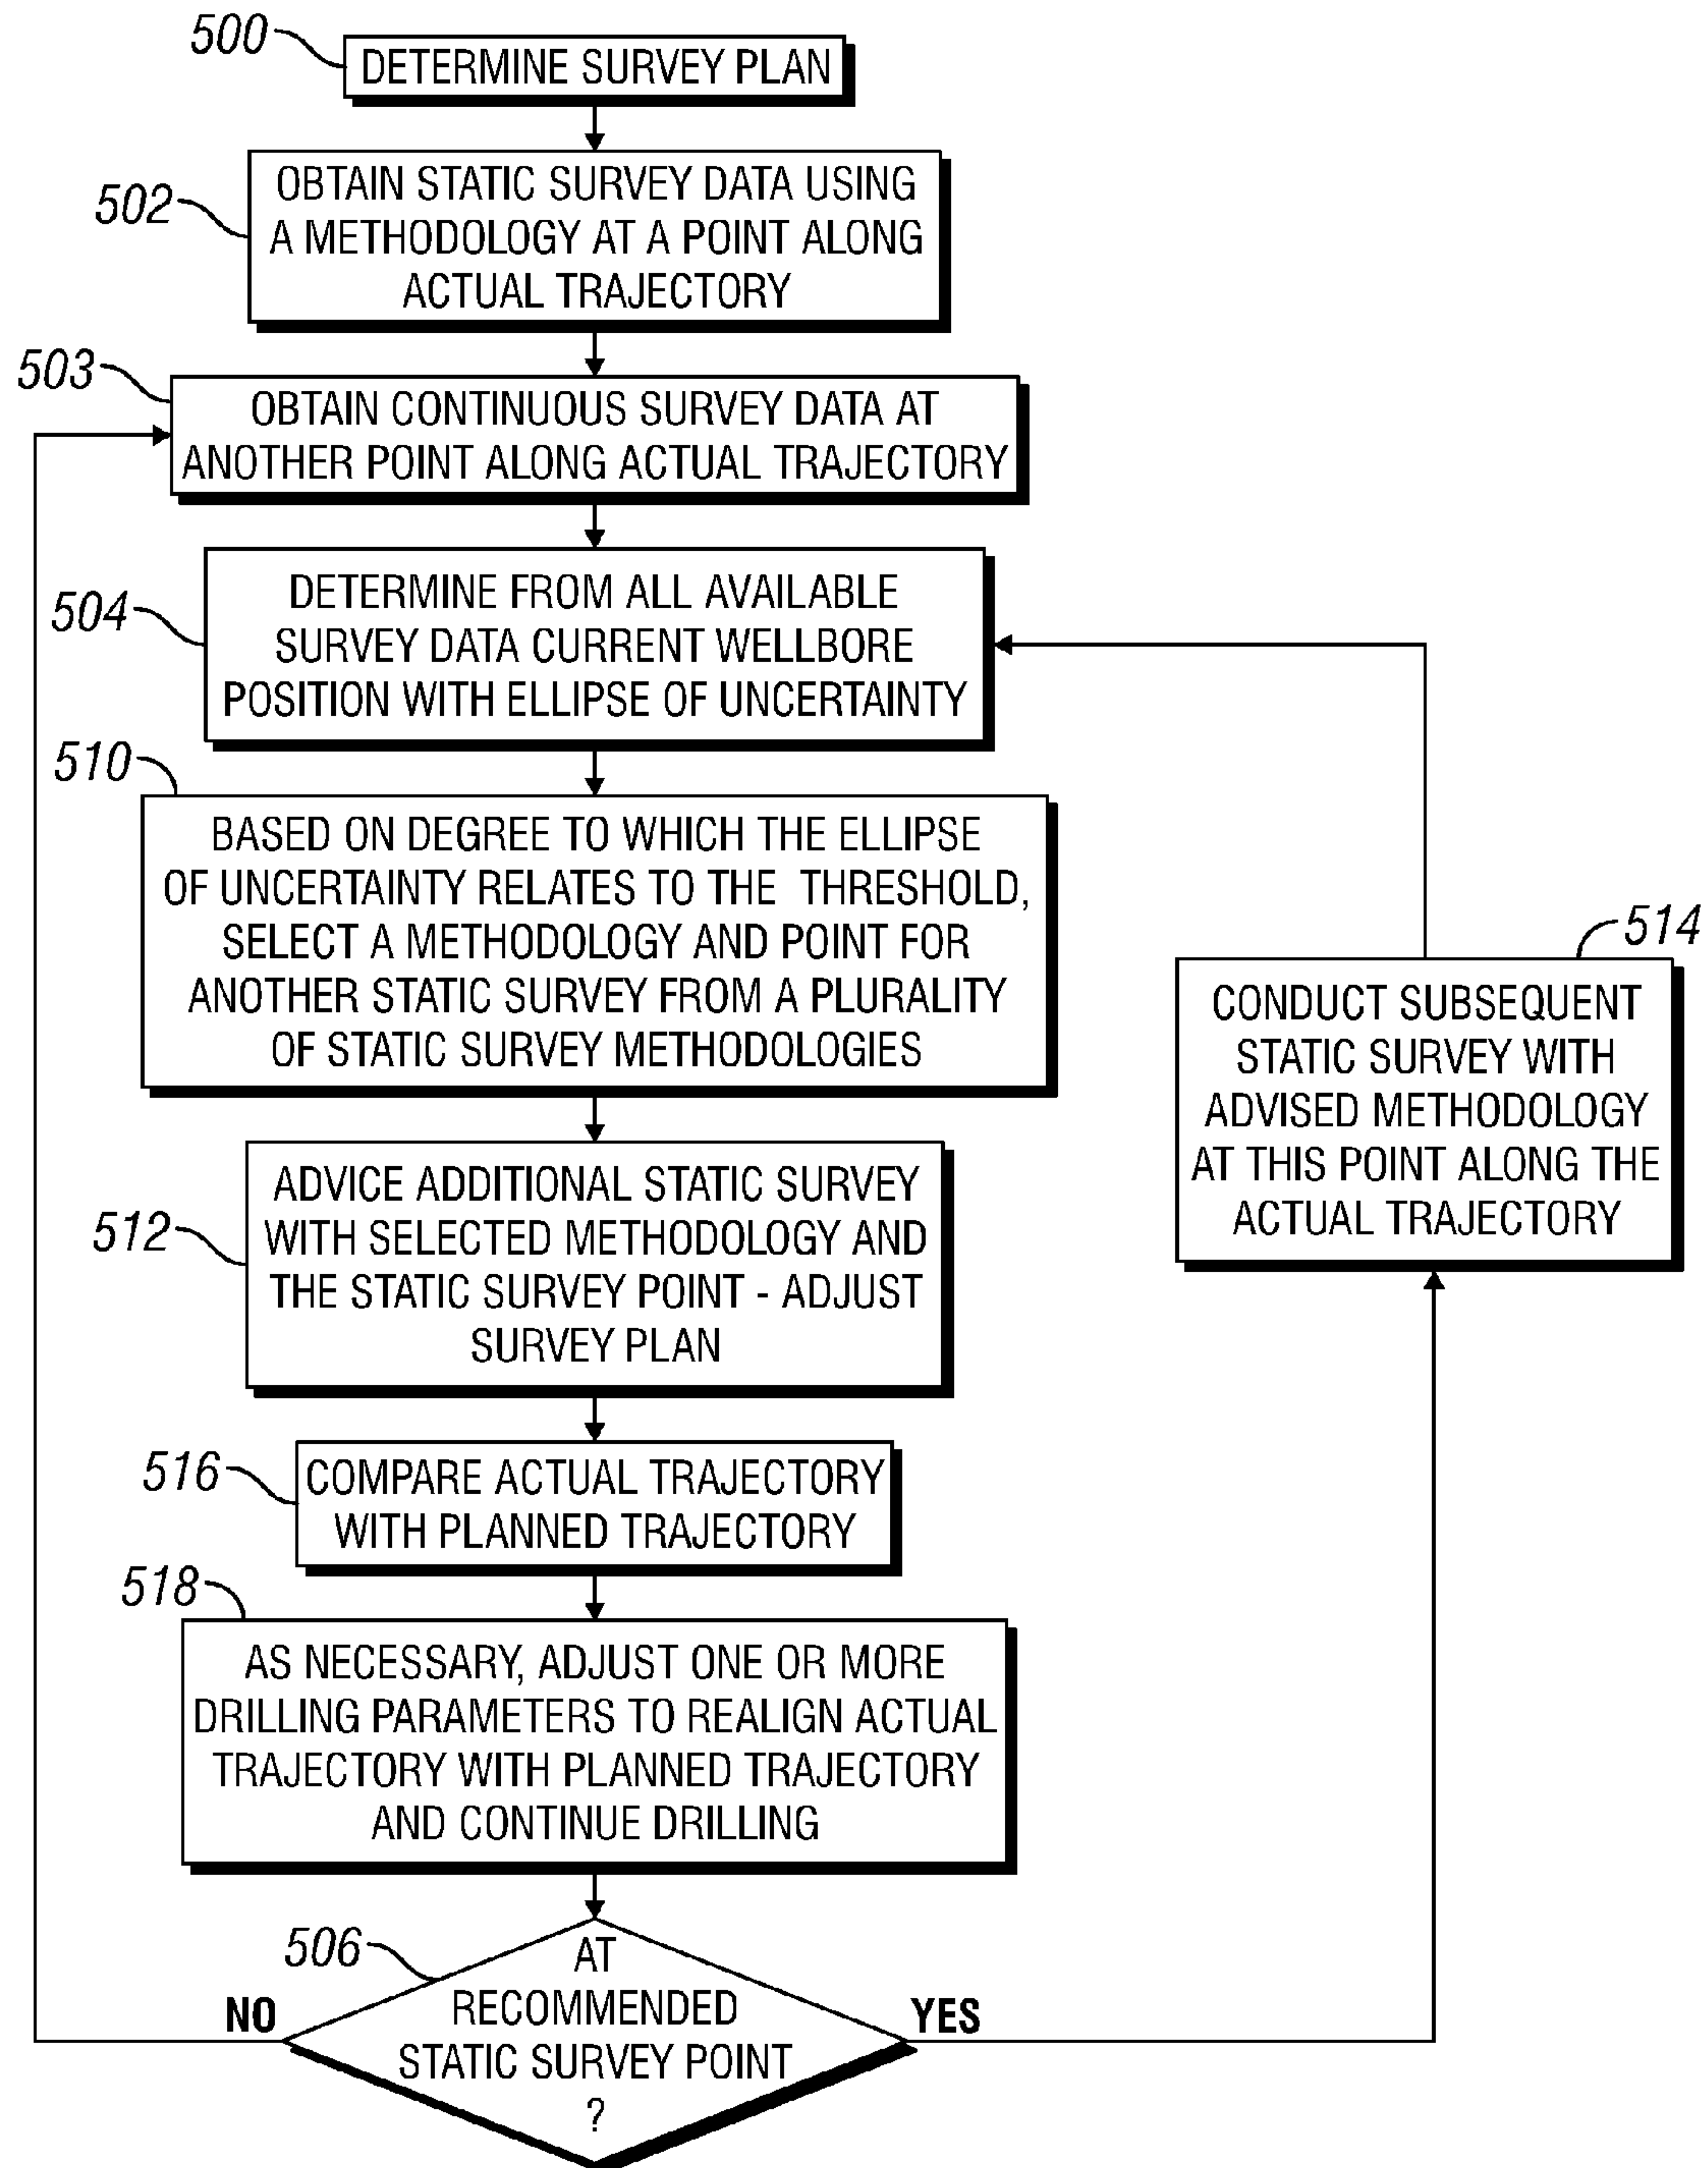 500
DETERMINE SURVEY PLAN
502
OBTAIN STATIC SURVEY DATA USING
A METHODOLOGY AT A POINT ALONG
ACTUAL TRAJECTORY
503
OBTAIN CONTINUOUS SURVEY DATA AT
ANOTHER POINT ALONG ACTUAL TRAJECTORY
504
DETERMINE FROM ALL AVAILABLE
SURVEY DATA CURRENT WELLBORE
POSITION WITH ELLIPSE OF UNCERTAINTY
510
BASED ON DEGREE TO WHICH THE ELLIPSE
OF UNCERTAINTY RELATES TO THE THRESHOLD,
SELECT A METHODOLOGY AND POINT FOR
ANOTHER STATIC SURVEY FROM A PLURALITY
OF STATIC SURVEY METHODOLOGIES
514
CONDUCT SUBSEQUENT
STATIC SURVEY WITH
ADVISED METHODOLOGY
AT THIS POINT ALONG THE
ACTUAL TRAJECTORY
512
ADVICE ADDITIONAL STATIC SURVEY
WITH SELECTED METHODOLOGY AND
THE STATIC SURVEY POINT - ADJUST
SURVEY PLAN
516
COMPARE ACTUAL TRAJECTORY
WITH PLANNED TRAJECTORY
518
AS NECESSARY, ADJUST ONE OR MORE
DRILLING PARAMETERS TO REALIGN ACTUAL
TRAJECTORY WITH PLANNED TRAJECTORY
AND CONTINUE DRILLING
506
AT
RECOMMENDED
STATIC SURVEY POINT
?
NO
YES